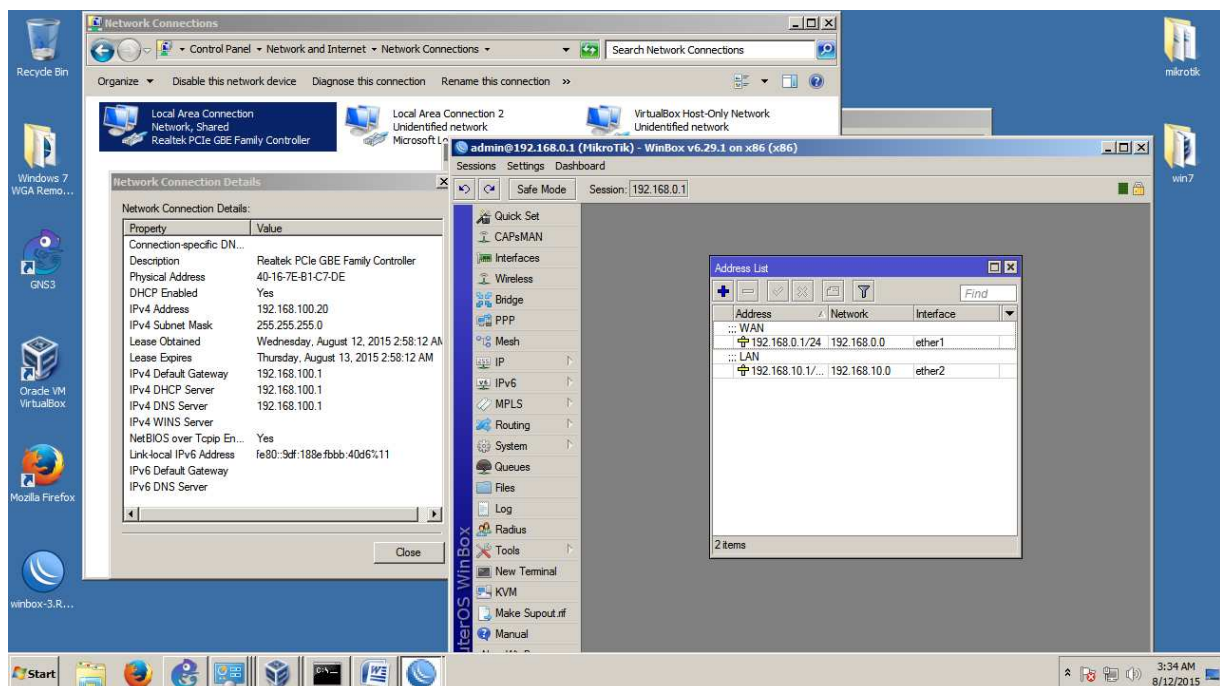 Recycle Bin
Windows 7
WGA Remo...
GNS3
Oracle VM
VirtualBox
Mozilla Firefox
winbox-3.R...
mikrotik
win7
Network Connections
Control Panel
Network and Internet
Network Connections
Search Network Connections
Organize
Disable this network device
Diagnose this connection
Rename this connection
»
Local Area Connection
Network, Shared
Realtek PCIe GBE Family Controller
Local Area Connection 2
Unidentified network
Microsoft Lo
VirtualBox Host-Only Network
Unidentified network
Network Connection Details
Network Connection Details:
Property Value
Connection-specific DN...
Description Realtek PCIe GBE Family Controller
Physical Address 40-16-7E-B1-C7-DE
DHCP Enabled Yes
IPv4 Address 192.168.100.20
IPv4 Subnet Mask 255.255.255.0
Lease Obtained Wednesday, August 12, 2015 2:58:12 AM
Lease Expires Thursday, August 13, 2015 2:58:12 AM
IPv4 Default Gateway 192.168.100.1
IPv4 DHCP Server 192.168.100.1
IPv4 DNS Server 192.168.100.1
IPv4 WINS Server
NetBIOS over Tcpip En... Yes
Link-local IPv6 Address fe80::9df:188e:fbbb:40d6%11
IPv6 Default Gateway
IPv6 DNS Server
Close
admin@192.168.0.1 (MikroTik) - WinBox v6.29.1 on x86 (x86)
Sessions Settings Dashboard
Safe Mode Session: 192.168.0.1
Quick Set
CAPsMAN
Interfaces
Wireless
Bridge
PPP
Mesh
IP
IPv6
MPLS
Routing
System
Queues
Files
Log
Radius
Tools
New Terminal
KVM
Make Supout.rif
Manual
uterOS WinBox
Address List
Find
Address Network Interface
;;; WAN
192.168.0.1/24 192.168.0.0 ether1
;;; LAN
192.168.10.1/... 192.168.10.0 ether2
2 items
Start
3:34 AM
8/12/2015